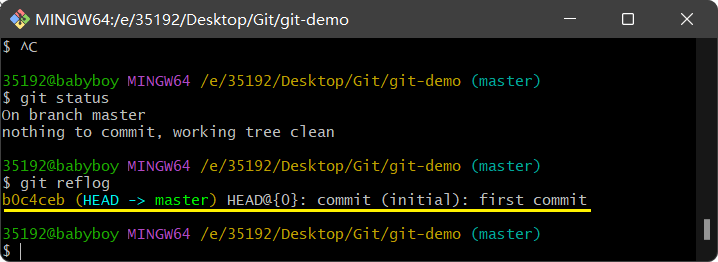 MINGW64:/e/35192/Desktop/Git/git-demo
$ ^C
35192@babyboy MINGW64 /e/35192/Desktop/Git/git-demo (master)
$ git status
On branch master
nothing to commit, working tree clean
35192@babyboy MINGW64 /e/35192/Desktop/Git/git-demo (master)
$ git reflog
b0c4ceb (HEAD -> master) HEAD@{0}: commit (initial): first commit
35192@babyboy MINGW64 /e/35192/Desktop/Git/git-demo (master)
$